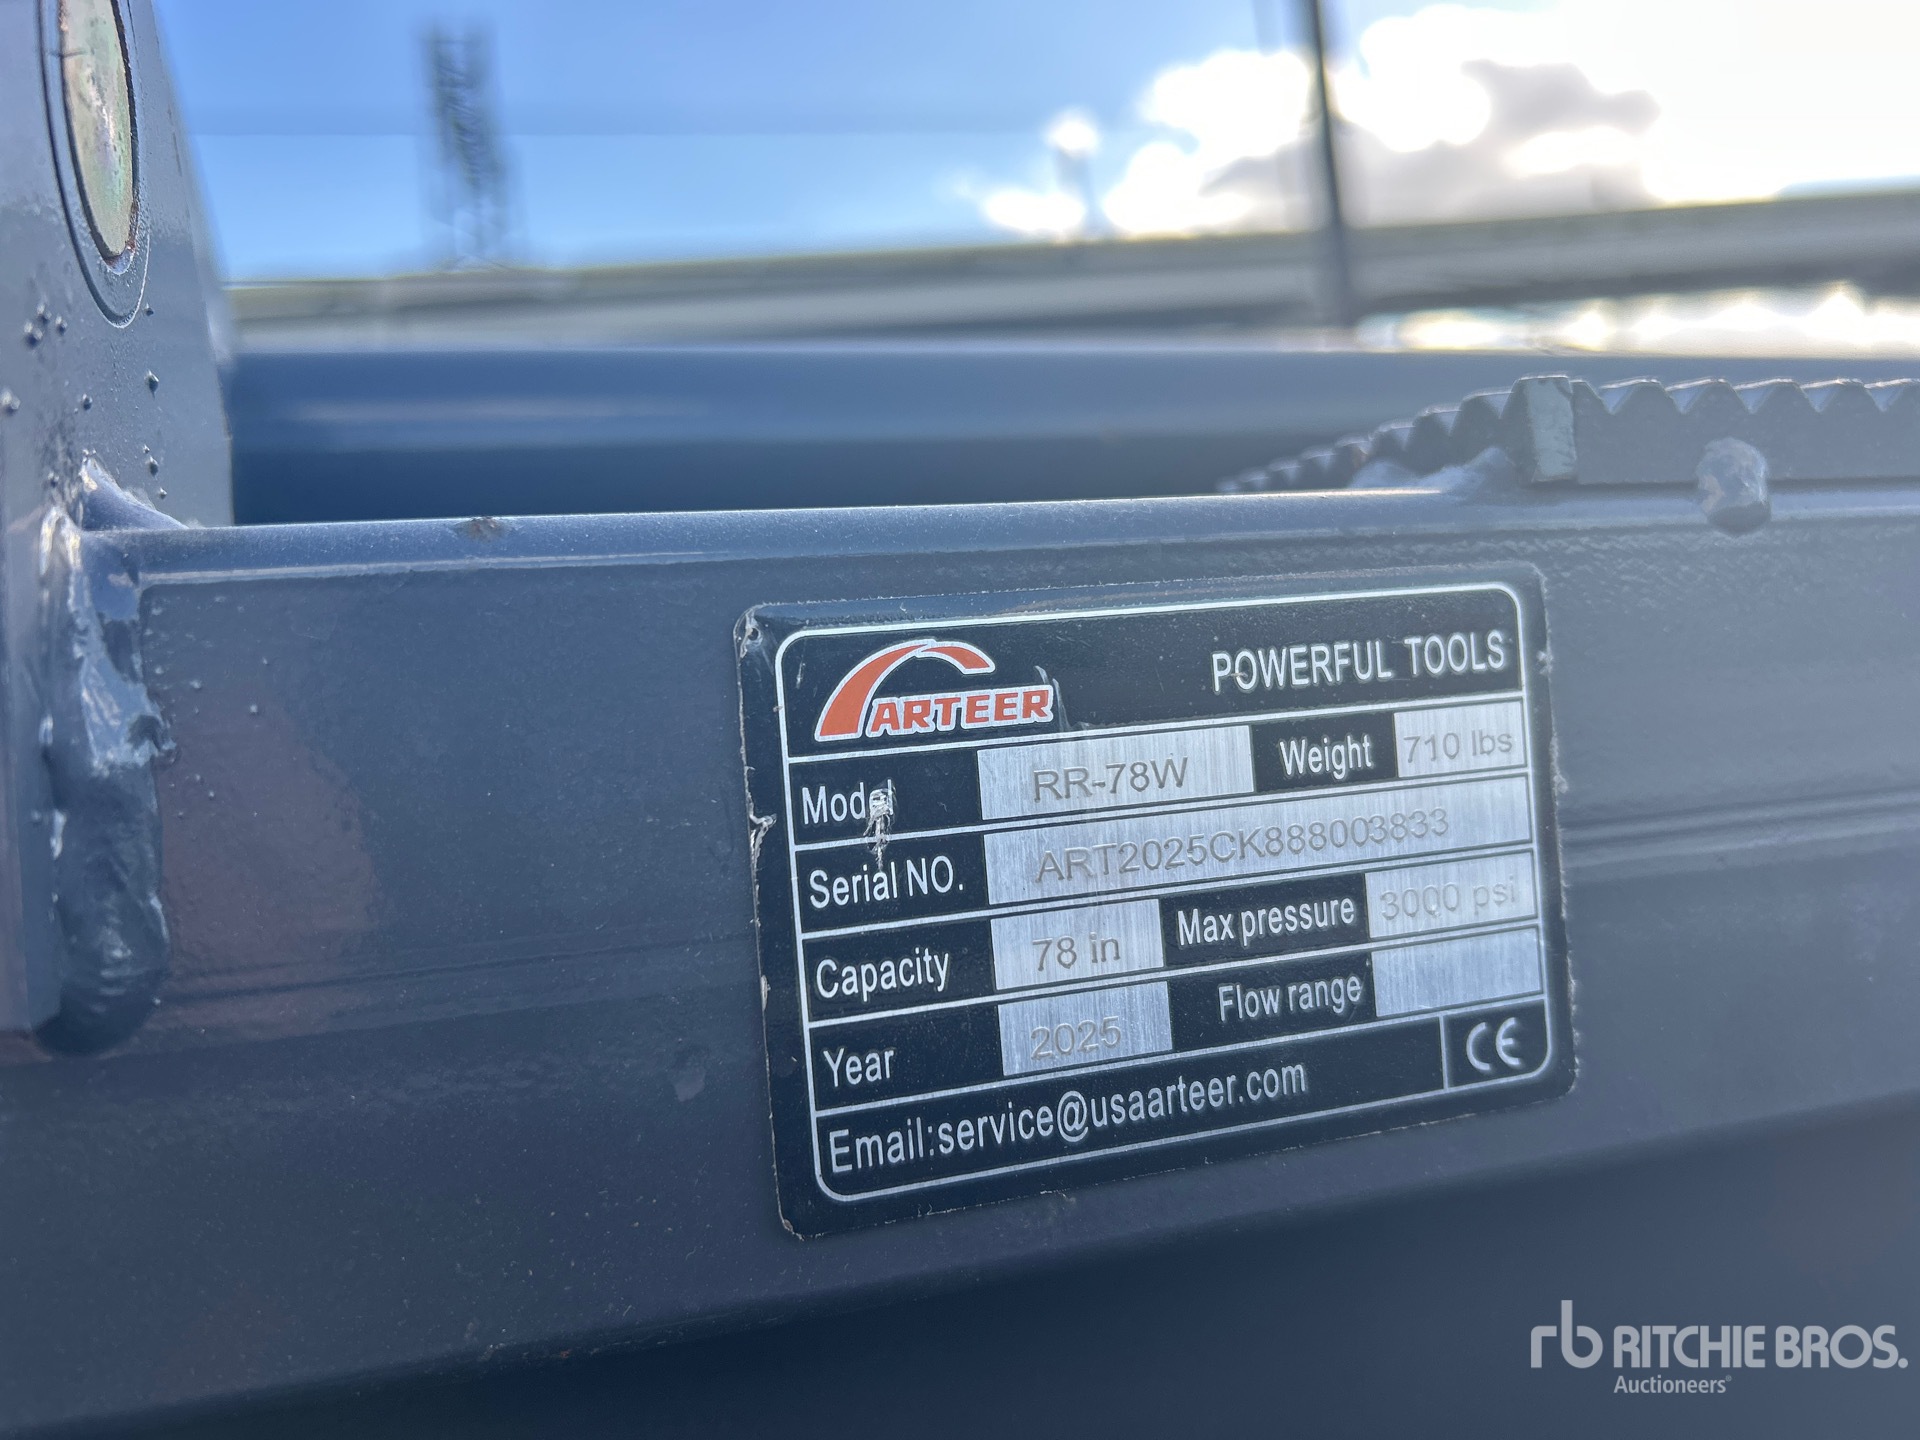 ARTEER POWERFUL TOOLS
Model RR-78W Weight 710 lbs
Serial NO. ART2025CK888003833
Capacity 78 in Max pressure 3000 psi
Year 2025 Flow range
Email:service@usaarteer.com CE
rb RITCHIE BROS.
Auctioneers®